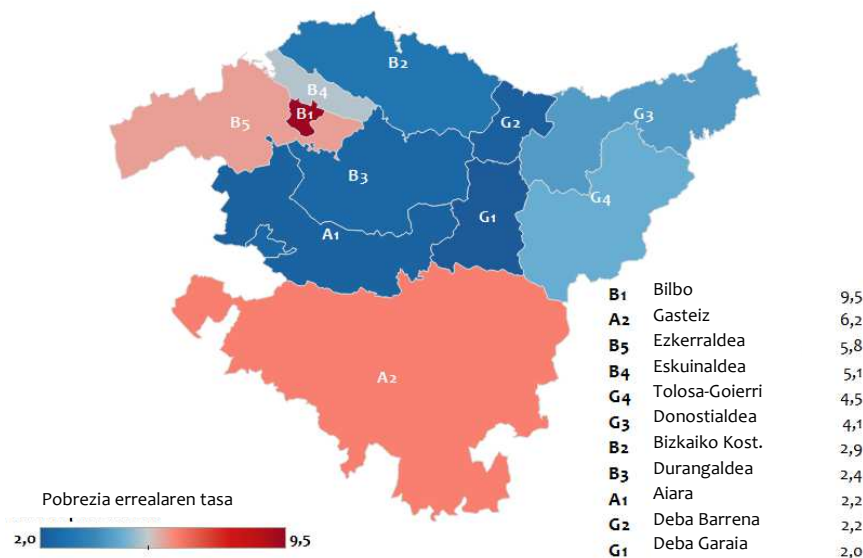 B2
B4
B1
B5
G2
G3
B3
G4
G1
A1
A2
B1 Bilbo 9,5
A2 Gasteiz 6,2
B5 Ezkerraldea 5,8
B4 Eskuinaldea 5,1
G4 Tolosa-Goierri 4,5
G3 Donostialdea 4,1
B2 Bizkaiko Kost. 2,9
B3 Durangaldea 2,4
A1 Aiara 2,2
G2 Deba Barrena 2,2
G1 Deba Garaia 2,0
Pobrezia errealaren tasa
2,0 9,5